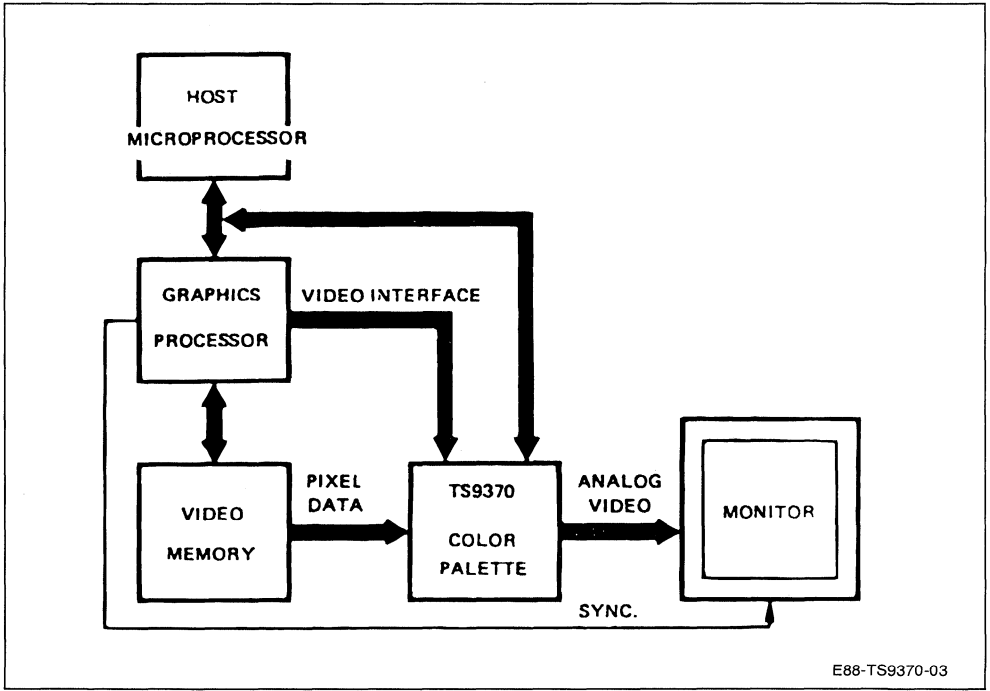 HOST
MICROPROCESSOR
GRAPHICS
PROCESSOR
VIDEO INTERFACE
VIDEO
MEMORY
PIXEL
DATA
TS9370
COLOR
PALETTE
ANALOG
VIDEO
MONITOR
SYNC.
E88-TS9370-03